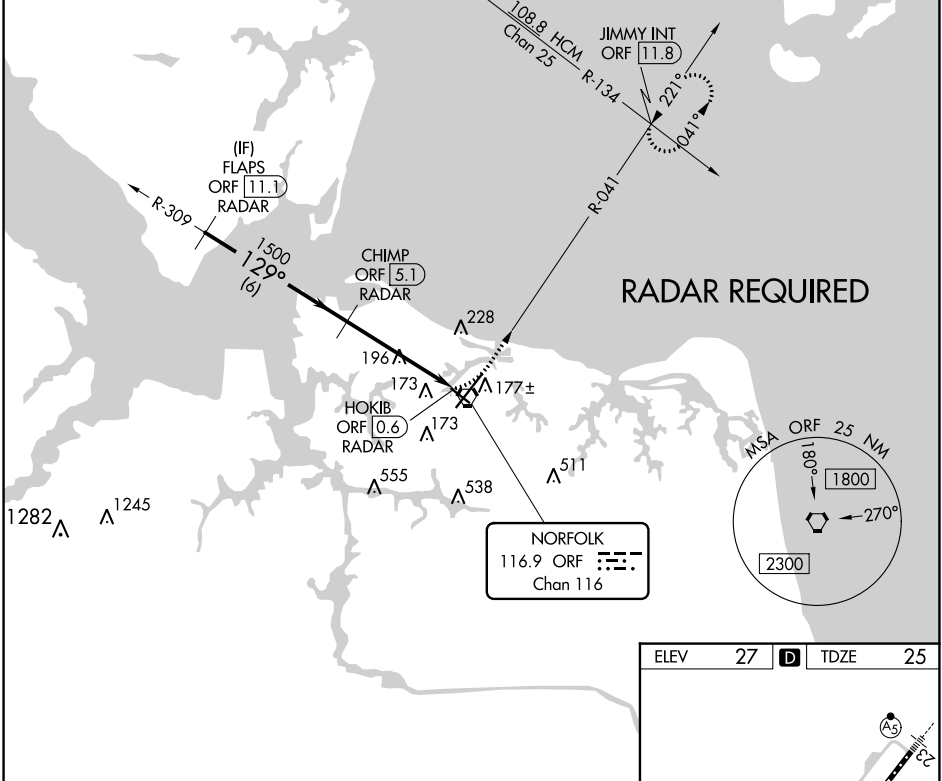 108.8 HCM
Chan 25
R-134
JIMMY INT
ORF 11.8
221°
041°
(IF)
FLAPS
ORF 11.1
RADAR
R-309
R-041
1500
129°
(6)
CHIMP
ORF 5.1
RADAR
RADAR REQUIRED
228
196
173
177±
HOKIB
ORF 0.6
RADAR
173
555
538
511
1282
1245
MSA ORF 25 NM
180°
1800
270°
2300
NORFOLK
116.9 ORF
Chan 116
ELEV 27 D TDZE 25
A5
23